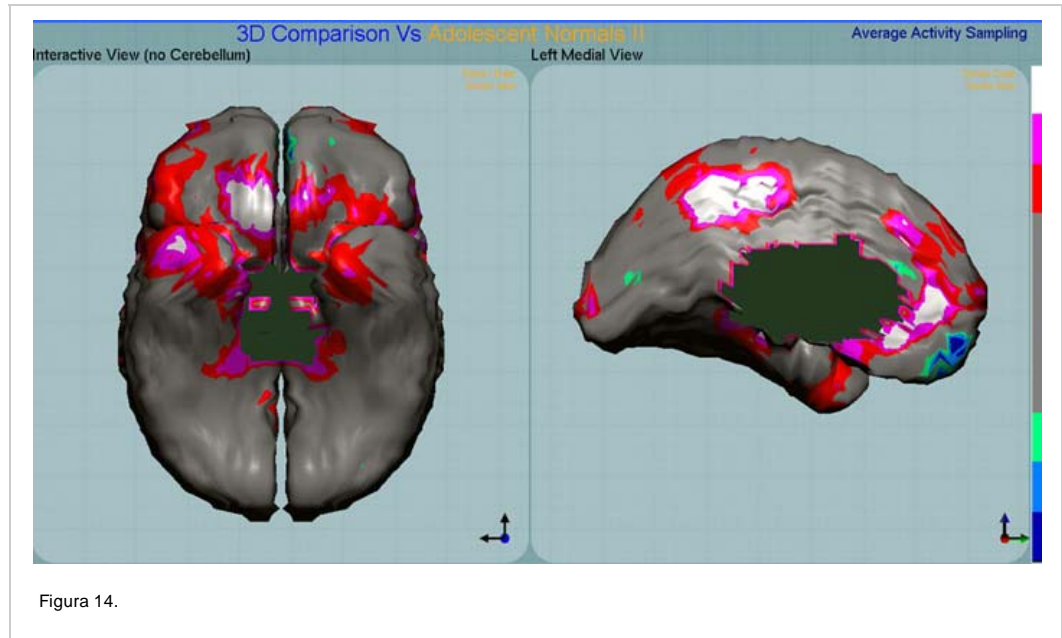 3D Comparison Vs Adolescent Normals II
Average Activity Sampling
Interactive View (no Cerebellum)
Left Medial View
Figura 14.